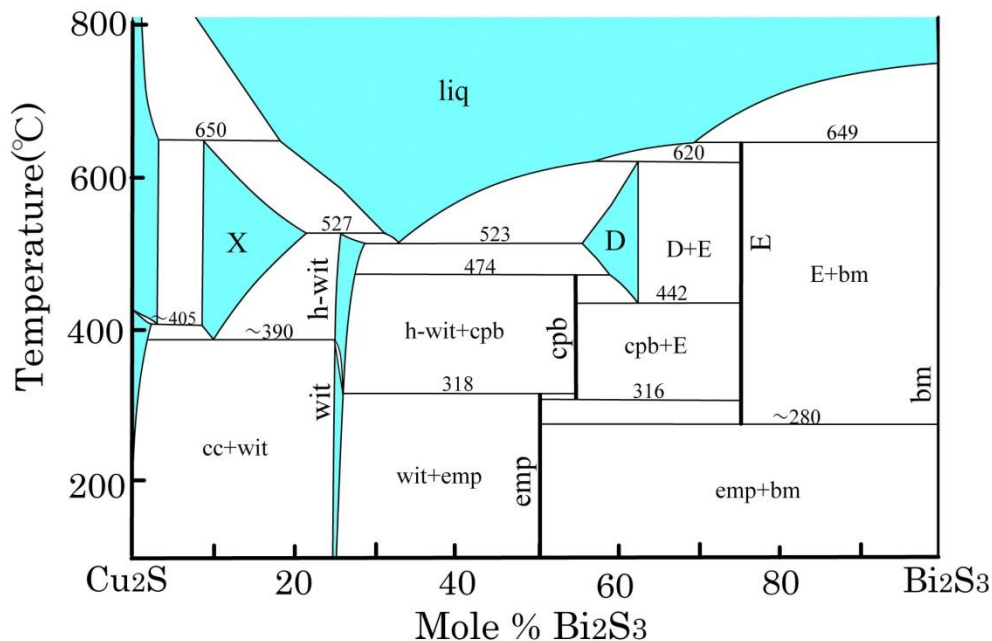 800
liq
650
649
620
600
X
527
523
D
D+E
E
E+bm
474
h-wit
442
~405
400
~390
h-wit+cpb
cpb
cpb+E
bm
wit
318
316
~280
cc+wit
wit+emp
emp
emp+bm
200
Temperature(℃)
Cu2S
20
40
60
80
Bi2S3
Mole % Bi2S3